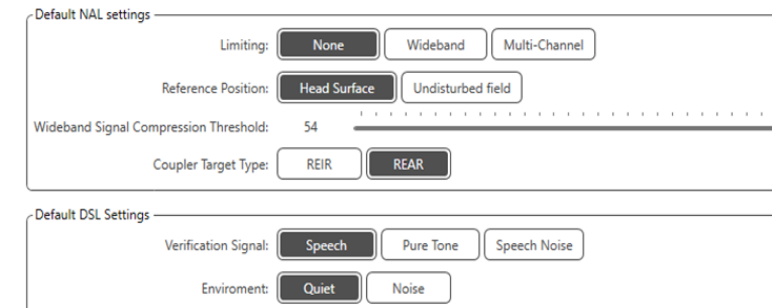 Default NAL settings
Limiting: None Wideband Multi-Channel
Reference Position: Head Surface Undisturbed field
Wideband Signal Compression Threshold: 54
Coupler Target Type: REIR REAR
Default DSL Settings
Verification Signal: Speech Pure Tone Speech Noise
Enviroment: Quiet Noise